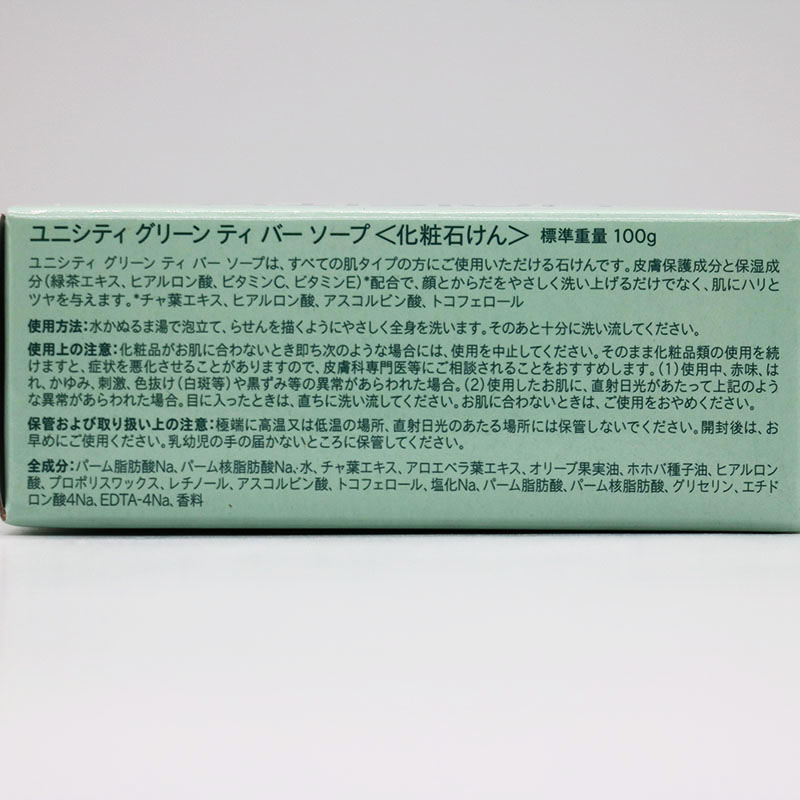 ユニシティ グリーン ティ バー ソープ＜化粧石けん＞ 標準重量 100g
ユニシティ グリーン ティ バー ソープは、すべての肌タイプの方にご使用いただける石けんです。皮膚保護成分と保湿成
分(緑茶エキス、ヒアルロン酸、ビタミンC、ビタミンE)*配合で、顔とからだをやさしく洗い上げるだけでなく、肌にハリと
ツヤを与えます。*チャ葉エキス、ヒアルロン酸、アスコルビン酸、トコフェロール
使用方法:水かぬるま湯で泡立て、らせんを描くようにやさしく全身を洗います。そのあと十分に洗い流してください。
使用上の注意:化粧品がお肌に合わないとき即ち次のような場合には、使用を中止してください。そのまま化粧品類の使用を続
けますと、症状を悪化させることがありますので、皮膚科専門医等にご相談されることをおすすめします。(1)使用中、赤味、は
れ、かゆみ、刺激、色抜け(白斑等)や黒ずみ等の異常があらわれた場合。(2)使用したお肌に、直射日光があたって上記のよう
な異常があらわれた場合。目に入ったときは、直ちに洗い流してください。お肌に合わないときは、ご使用をおやめください。
保管および取り扱い上の注意:極端に高温又は低温の場所、直射日光のあたる場所には保管しないでください。開封後は、お
早めにご使用ください。乳幼児の手の届かないところに保管してください。
全成分:パーム脂肪酸Na、パーム核脂肪酸Na、水、チャ葉エキス、アロエベラ葉エキス、オリーブ果実油、ホホバ種子油、ヒアルロン
酸、プロポリスワックス、レチノール、アスコルビン酸、トコフェロール、塩化Na、パーム脂肪酸、パーム核脂肪酸、グリセリン、エチド
ロン酸4Na、EDTA-4Na、香料